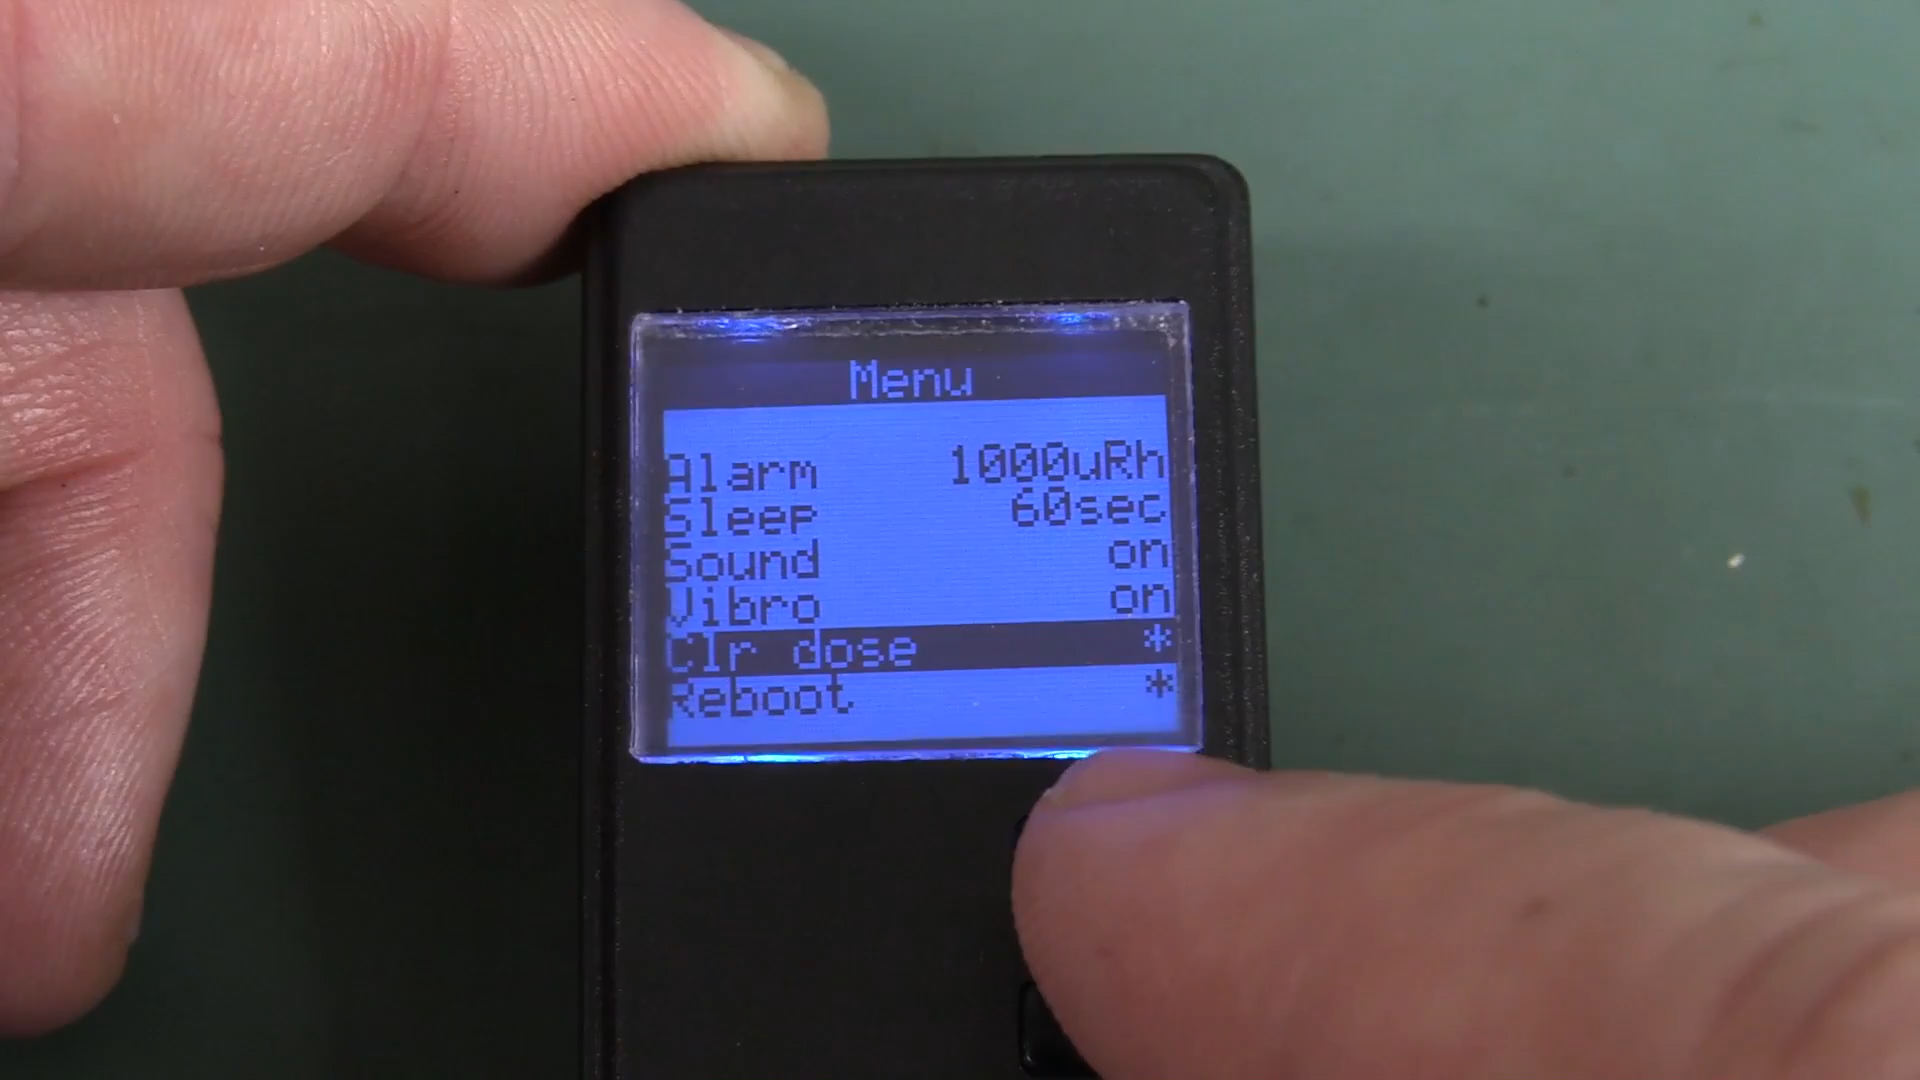 Menu
Alarm 1000uRh
Sleep 60sec
Sound on
Vibro on
Clr dose *
Reboot *